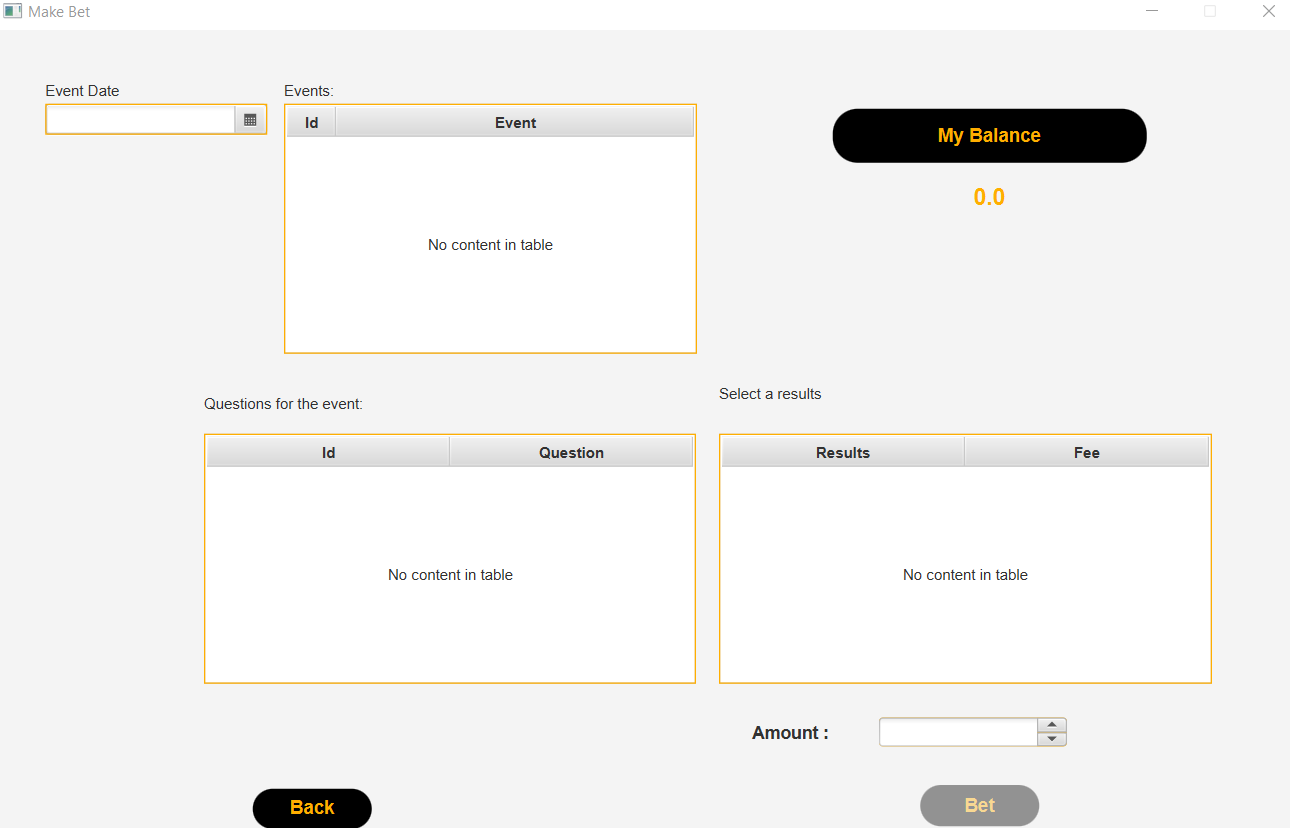 Make Bet
Event Date
Events:
Id Event
No content in table
My Balance
0.0
Questions for the event:
Id Question
No content in table
Select a results
Results Fee
No content in table
Amount :
Back
Bet